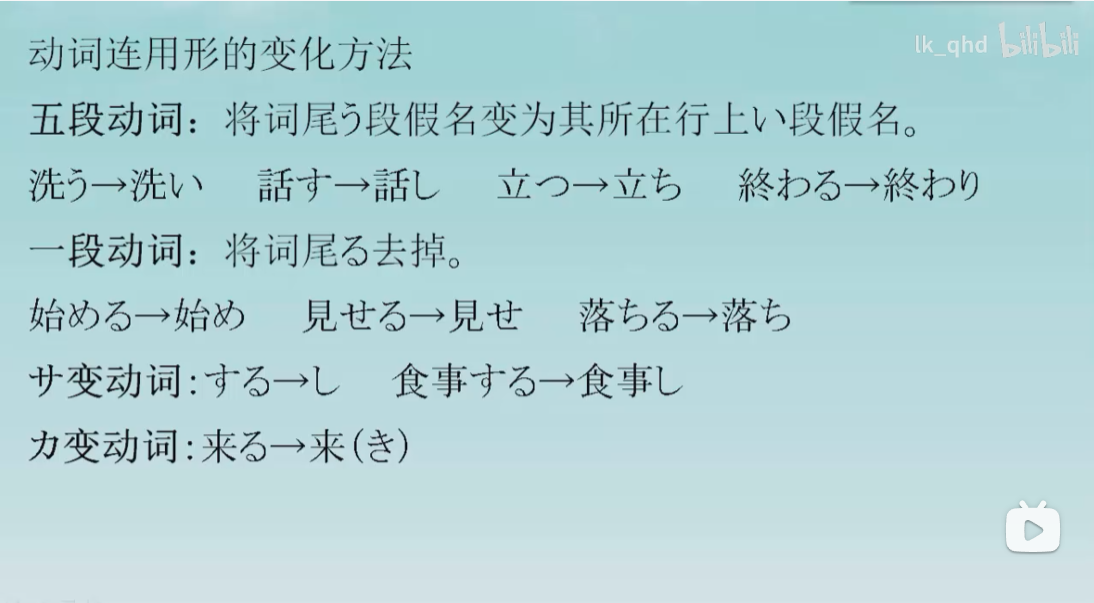 lk_qhd bilibili
动词连用形的变化方法
五段动词：将词尾う段假名变为其所在行上い段假名。
洗う→洗い 話す→話し 立つ→立ち 終わる→終わり
一段动词：将词尾る去掉。
始める→始め 見せる→見せ 落ちる→落ち
サ变动词:する→し 食事する→食事し
カ变动词:来る→来(き)